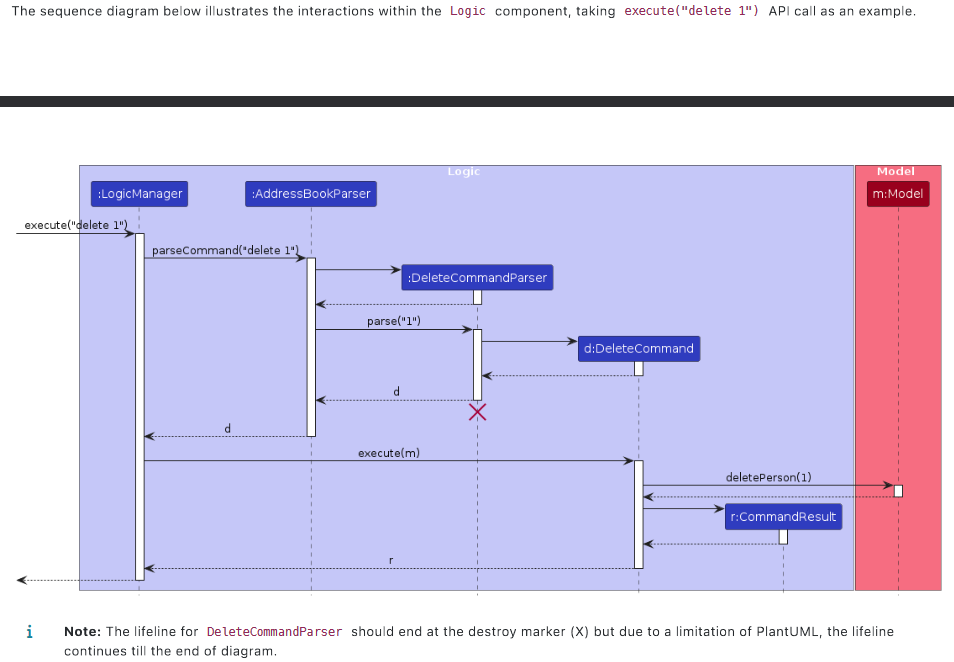 The sequence diagram below illustrates the interactions within the Logic component, taking execute("delete 1") API call as an example.
Logic
Model
:LogicManager
:AddressBookParser
m:Model
execute("delete 1")
parseCommand("delete 1")
:DeleteCommandParser
parse("1")
d:DeleteCommand
d
d
execute(m)
deletePerson(1)
r:CommandResult
r
i
Note: The lifeline for DeleteCommandParser should end at the destroy marker (X) but due to a limitation of PlantUML, the lifeline
continues till the end of diagram.